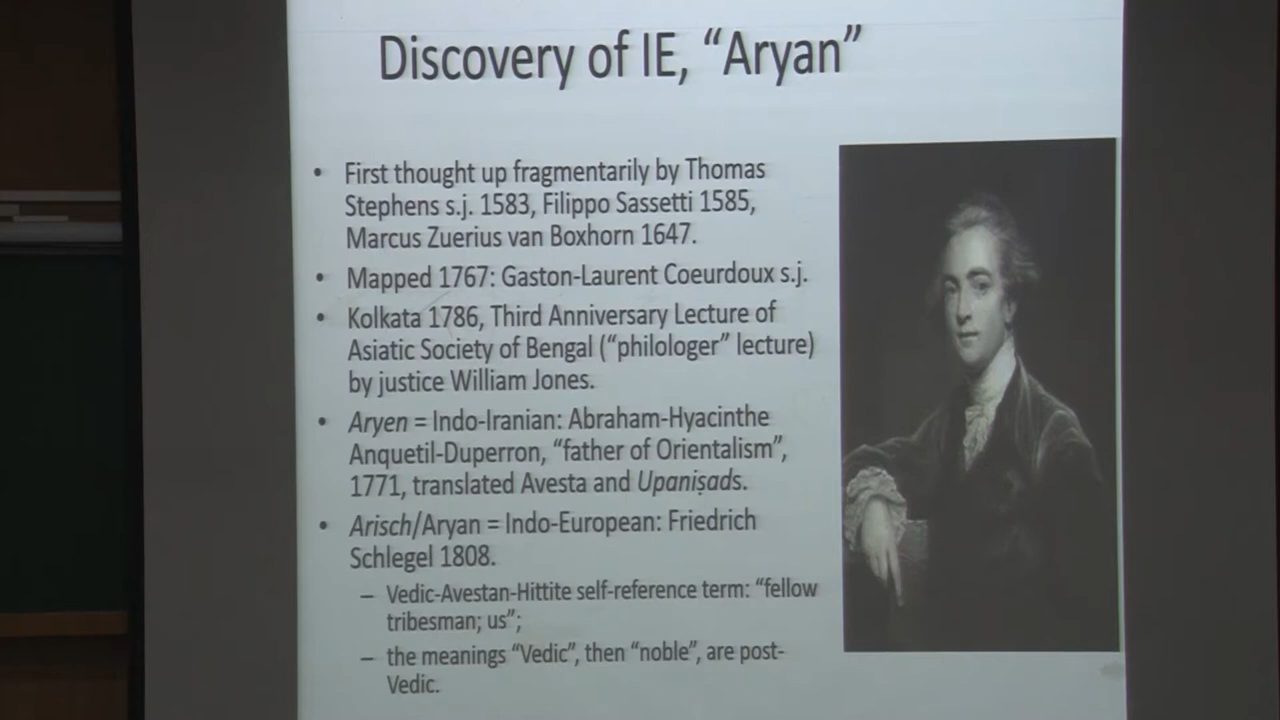 Discovery of IE, “Aryan”
• First thought up fragmentarily by Thomas
Stephens s.j. 1583, Filippo Sassetti 1585,
Marcus Zuerius van Boxhorn 1647.
• Mapped 1767: Gaston-Laurent Coeurdoux s.j.
• Kolkata 1786, Third Anniversary Lecture of
Asiatic Society of Bengal (“philologer” lecture)
by justice William Jones.
• Aryen = Indo-Iranian: Abraham-Hyacinthe
Anquetil-Duperron, “father of Orientalism”,
1771, translated Avesta and Upaniṣads.
• Arisch/Aryan = Indo-European: Friedrich
Schlegel 1808.
– Vedic-Avestan-Hittite self-reference term: “fellow
tribesman; us”;
– the meanings “Vedic”, then “noble”, are post-
Vedic.